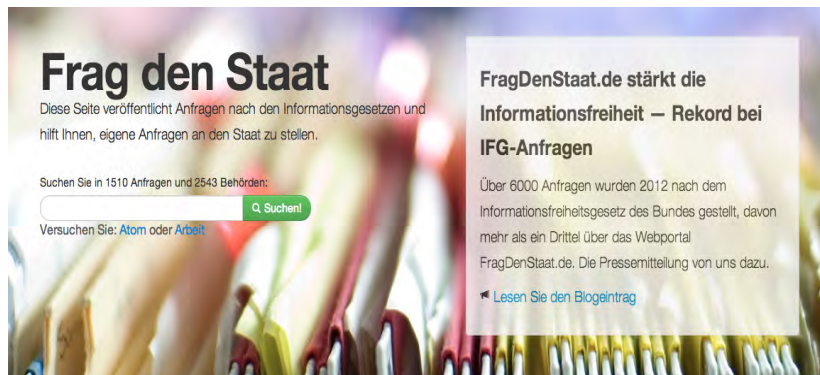 Frag den Staat
Diese Seite veröffentlicht Anfragen nach den Informationsgesetzen und
hilft Ihnen, eigene Anfragen an den Staat zu stellen.
Suchen Sie in 1510 Anfragen und 2543 Behörden:
Suchen!
Versuchen Sie: Atom oder Arbeit
FragDenStaat.de stärkt die
Informationsfreiheit — Rekord bei
IFG-Anfragen
Über 6000 Anfragen wurden 2012 nach dem
Informationsfreiheitsgesetz des Bundes gestellt, davon
mehr als ein Drittel über das Webportal
FragDenStaat.de. Die Pressemitteilung von uns dazu.
Lesen Sie den Blogeintrag